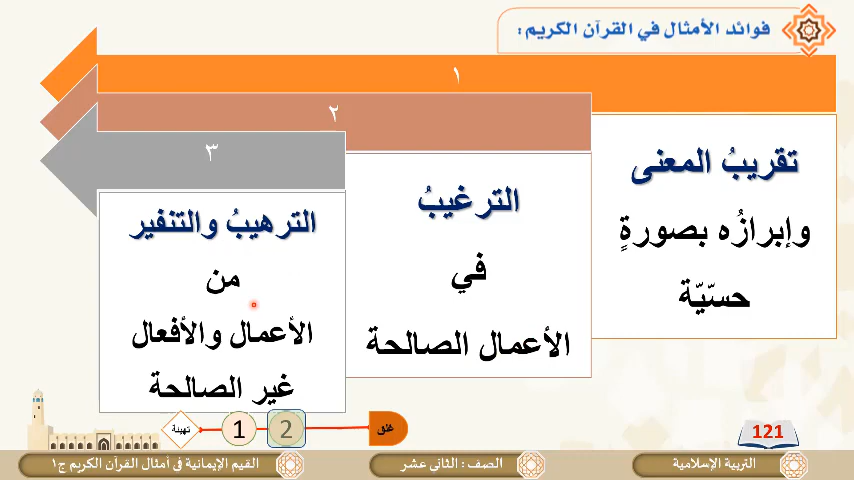 فوائد الأمثال في القرآن الكريم :
١
تقريبُ المعنى
وإبرازُه بصورةٍ
حسّيّة
٢
الترغيبُ
في
الأعمال الصالحة
٣
الترهيبُ والتنفير
من
الأعمال والأفعال
غير الصالحة
تهيئة
1
2
غلق
121
التربية الإسلامية
الصف : الثاني عشر
القيم الإيمانية في أمثال القرآن الكريم ج١